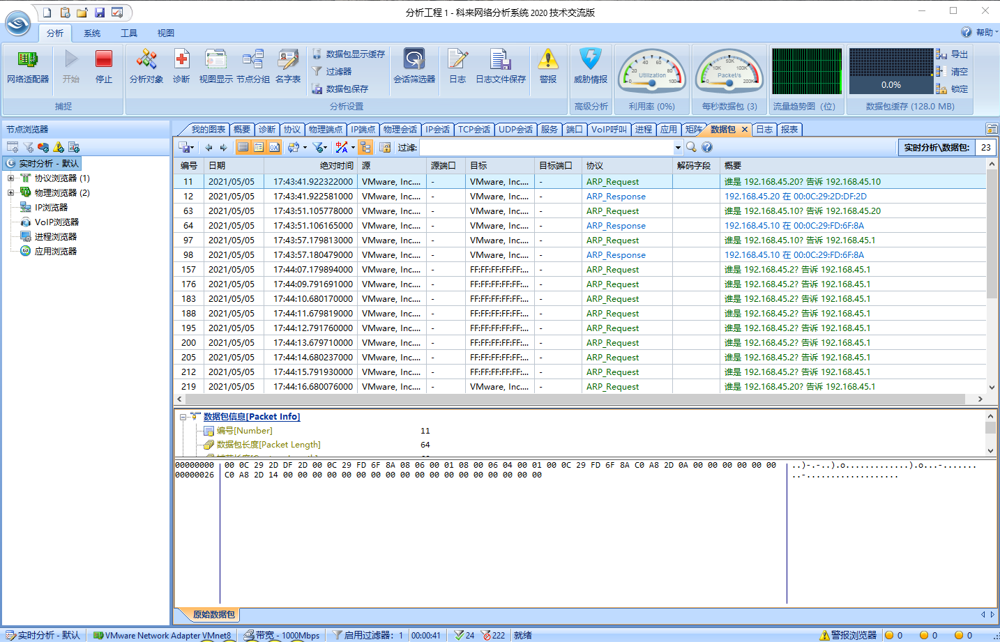 分析工程 1 - 科来网络分析系统 2020 技术交流版
分析 系统 工具 视图 帮助
网络适配器 开始 停止 分析对象 诊断 视图显示 节点分组 名字表 数据包显示缓存 过滤器 数据包保存 会话筛选器 日志 日志文件保存 警报 威胁情报 导出 清空 锁定
20 40 60 80 0 100 Utilization
10K 50K 100K 0 200K Packet/s
0.0%
捕捉 分析设置 高级分析 利用率 (0%) 每秒数据包 (3) 流量趋势图（位） 数据包缓存 (128.0 MB)
节点浏览器
实时分析 - 默认
协议浏览器 (1)
物理浏览器 (2)
IP浏览器
VoIP浏览器
进程浏览器
应用浏览器
我的图表 概要 诊断 协议 物理端点 IP端点 物理会话 IP会话 TCP会话 UDP会话 服务 端口 VoIP呼叫 进程 应用 矩阵 数据包 日志 报表
过滤: 实时分析\数据包: 23
编号 日期 绝对时间 源 源端口 目标 目标端口 协议 解码字段 概要
11 2021/05/05 17:43:41.922322000 VMware, Inc.... - VMware, Inc.... - ARP_Request 谁是 192.168.45.20? 告诉 192.168.45.10
12 2021/05/05 17:43:41.922581000 VMware, Inc.... - VMware, Inc.... - ARP_Response 192.168.45.20 在 00:0C:29:2D:DF:2D
63 2021/05/05 17:43:51.105778000 VMware, Inc.... - VMware, Inc.... - ARP_Request 谁是 192.168.45.10? 告诉 192.168.45.20
64 2021/05/05 17:43:51.106165000 VMware, Inc.... - VMware, Inc.... - ARP_Response 192.168.45.10 在 00:0C:29:FD:6F:8A
97 2021/05/05 17:43:57.179813000 VMware, Inc.... - VMware, Inc.... - ARP_Request 谁是 192.168.45.10? 告诉 192.168.45.1
98 2021/05/05 17:43:57.180479000 VMware, Inc.... - VMware, Inc.... - ARP_Response 192.168.45.10 在 00:0C:29:FD:6F:8A
157 2021/05/05 17:44:07.179894000 VMware, Inc.... - FF:FF:FF:FF:FF:... - ARP_Request 谁是 192.168.45.2? 告诉 192.168.45.1
176 2021/05/05 17:44:09.791691000 VMware, Inc.... - FF:FF:FF:FF:FF:... - ARP_Request 谁是 192.168.45.2? 告诉 192.168.45.1
183 2021/05/05 17:44:10.680170000 VMware, Inc.... - FF:FF:FF:FF:FF:... - ARP_Request 谁是 192.168.45.2? 告诉 192.168.45.1
188 2021/05/05 17:44:11.679819000 VMware, Inc.... - FF:FF:FF:FF:FF:... - ARP_Request 谁是 192.168.45.2? 告诉 192.168.45.1
195 2021/05/05 17:44:12.791760000 VMware, Inc.... - FF:FF:FF:FF:FF:... - ARP_Request 谁是 192.168.45.2? 告诉 192.168.45.1
200 2021/05/05 17:44:13.679710000 VMware, Inc.... - FF:FF:FF:FF:FF:... - ARP_Request 谁是 192.168.45.2? 告诉 192.168.45.1
205 2021/05/05 17:44:14.680237000 VMware, Inc.... - FF:FF:FF:FF:FF:... - ARP_Request 谁是 192.168.45.2? 告诉 192.168.45.1
212 2021/05/05 17:44:15.791930000 VMware, Inc.... - FF:FF:FF:FF:FF:... - ARP_Request 谁是 192.168.45.2? 告诉 192.168.45.1
219 2021/05/05 17:44:16.680076000 VMware, Inc.... - VMware, Inc.... - ARP_Request 谁是 192.168.45.20? 告诉 192.168.45.1
数据包信息[Packet Info]
编号[Number] 11
数据包长度[Packet Length] 64
00000000 00 0C 29 2D DF 2D 00 0C 29 FD 6F 8A 08 06 00 01 08 00 06 04 00 01 00 0C 29 FD 6F 8A C0 A8 2D 0A 00 00 00 00 00 00 ..)-.-..).o.............).o...-.......
00000026 C0 A8 2D 14 00 00 00 00 00 00 00 00 00 00 00 00 00 00 00 00 00 00 ..-...................
原始数据包
实时分析 - 默认 VMware Network Adapter VMnet8 带宽 - 1000Mbps 启用过滤器: 1 00:00:41 24 222 就绪 警报浏览器 0 0 0